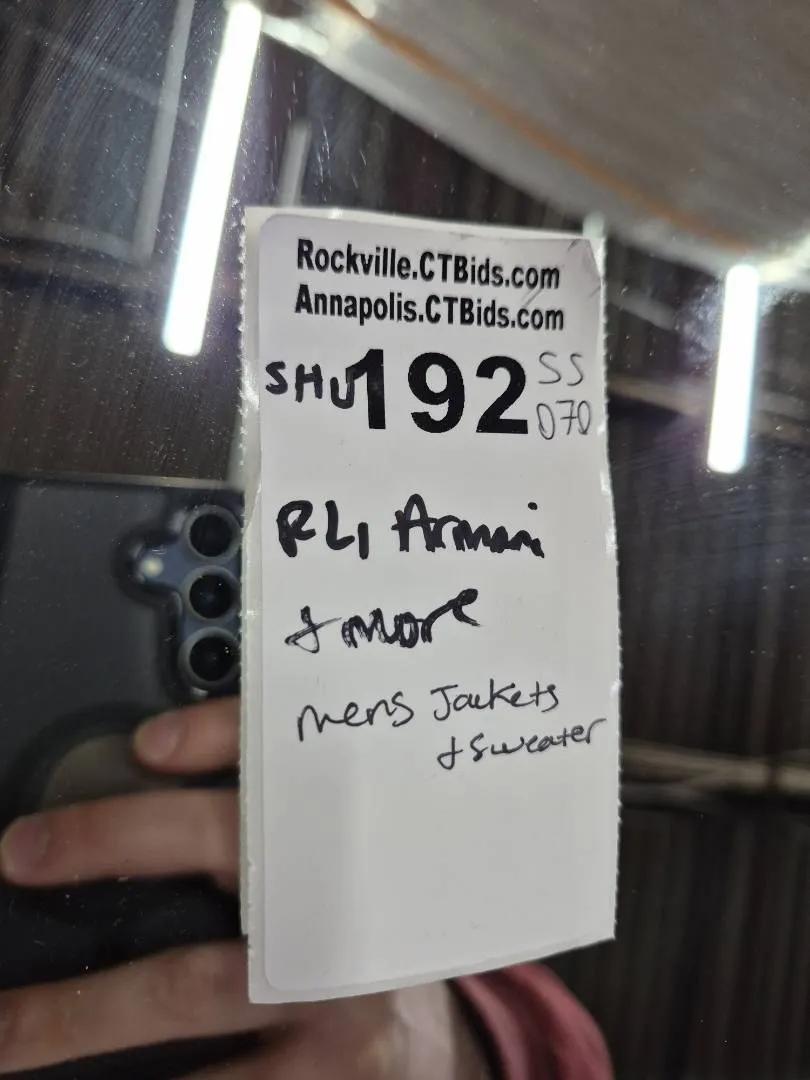 Rockville.CTBids.com
Annapolis.CTBids.com
SHU 192 SS
070
RL, Armani
+ more
mens Jackets
+ sweater